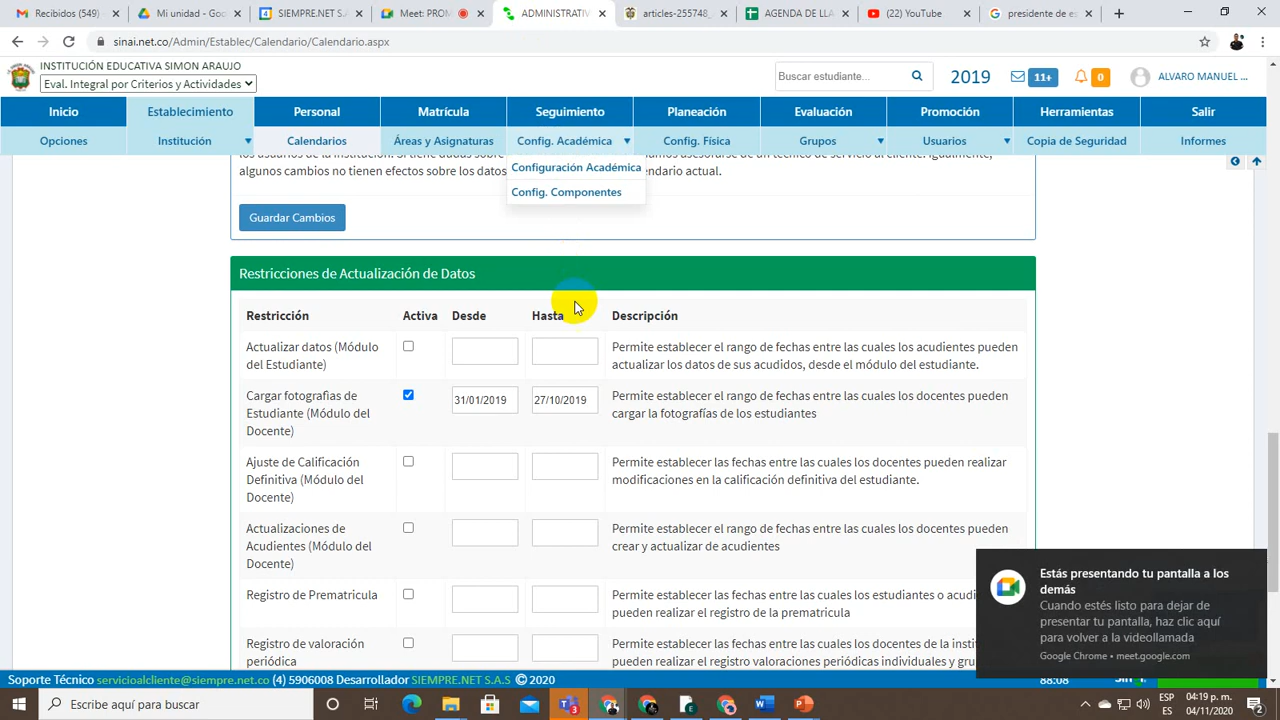 Recibidos (549)
Mi unidad - Goo
SIEMPRE.NET S.A
Meet: PROM
ADMINISTRATIV
articles-255748_
AGENDA DE LLA
(22) YouTube
presidente de es
sinai.net.co/Admin/Establec/Calendario/Calendario.aspx
INSTITUCIÓN EDUCATIVA SIMON ARAUJO
Eval. Integral por Criterios y Actividades
Buscar estudiante...
2019
11+
0
ALVARO MANUEL ...
Inicio
Establecimiento
Personal
Matrícula
Seguimiento
Planeación
Evaluación
Promoción
Herramientas
Salir
Opciones
Institución
Calendarios
Áreas y Asignaturas
Config. Académica
Config. Física
Grupos
Usuarios
Copia de Seguridad
Informes
Configuración Académica
Config. Componentes
algunos cambios no tienen efectos sobre los datos
endario actual.
Guardar Cambios
Restricciones de Actualización de Datos
Restricción
Activa
Desde
Hasta
Descripción
Actualizar datos (Módulo
del Estudiante)
Permite establecer el rango de fechas entre las cuales los acudientes pueden
actualizar los datos de sus acudidos, desde el módulo del estudiante.
Cargar fotografias de
Estudiante (Módulo del
Docente)
31/01/2019
27/10/2019
Permite establecer el rango de fechas entre las cuales los docentes pueden
cargar la fotografías de los estudiantes
Ajuste de Calificación
Definitiva (Módulo del
Docente)
Permite establecer las fechas entre las cuales los docentes pueden realizar
modificaciones en la calificación definitiva del estudiante.
Actualizaciones de
Acudientes (Módulo del
Docente)
Permite establecer el rango de fechas entre las cuales los docentes pueden
crear y actualizar de acudientes
Registro de Prematricula
Permite establecer las fechas entre las cuales los estudiantes o acudi
pueden realizar el registro de la prematricula
Registro de valoración
periódica
Permite establecer las fechas entre las cuales los docentes de la insti
pueden realizar el registro valoraciones periódicas individuales y gru
Estás presentando tu pantalla a los
demás
Cuando estés listo para dejar de
presentar tu pantalla, haz clic aquí
para volver a la videollamada
Google Chrome • meet.google.com
Soporte Técnico servicioalcliente@siempre.net.co (4) 5906008 Desarrollador SIEMPRE.NET S.A.S © 2020
88:08
Escribe aquí para buscar
ESP
ES
04:19 p. m.
04/11/2020
2